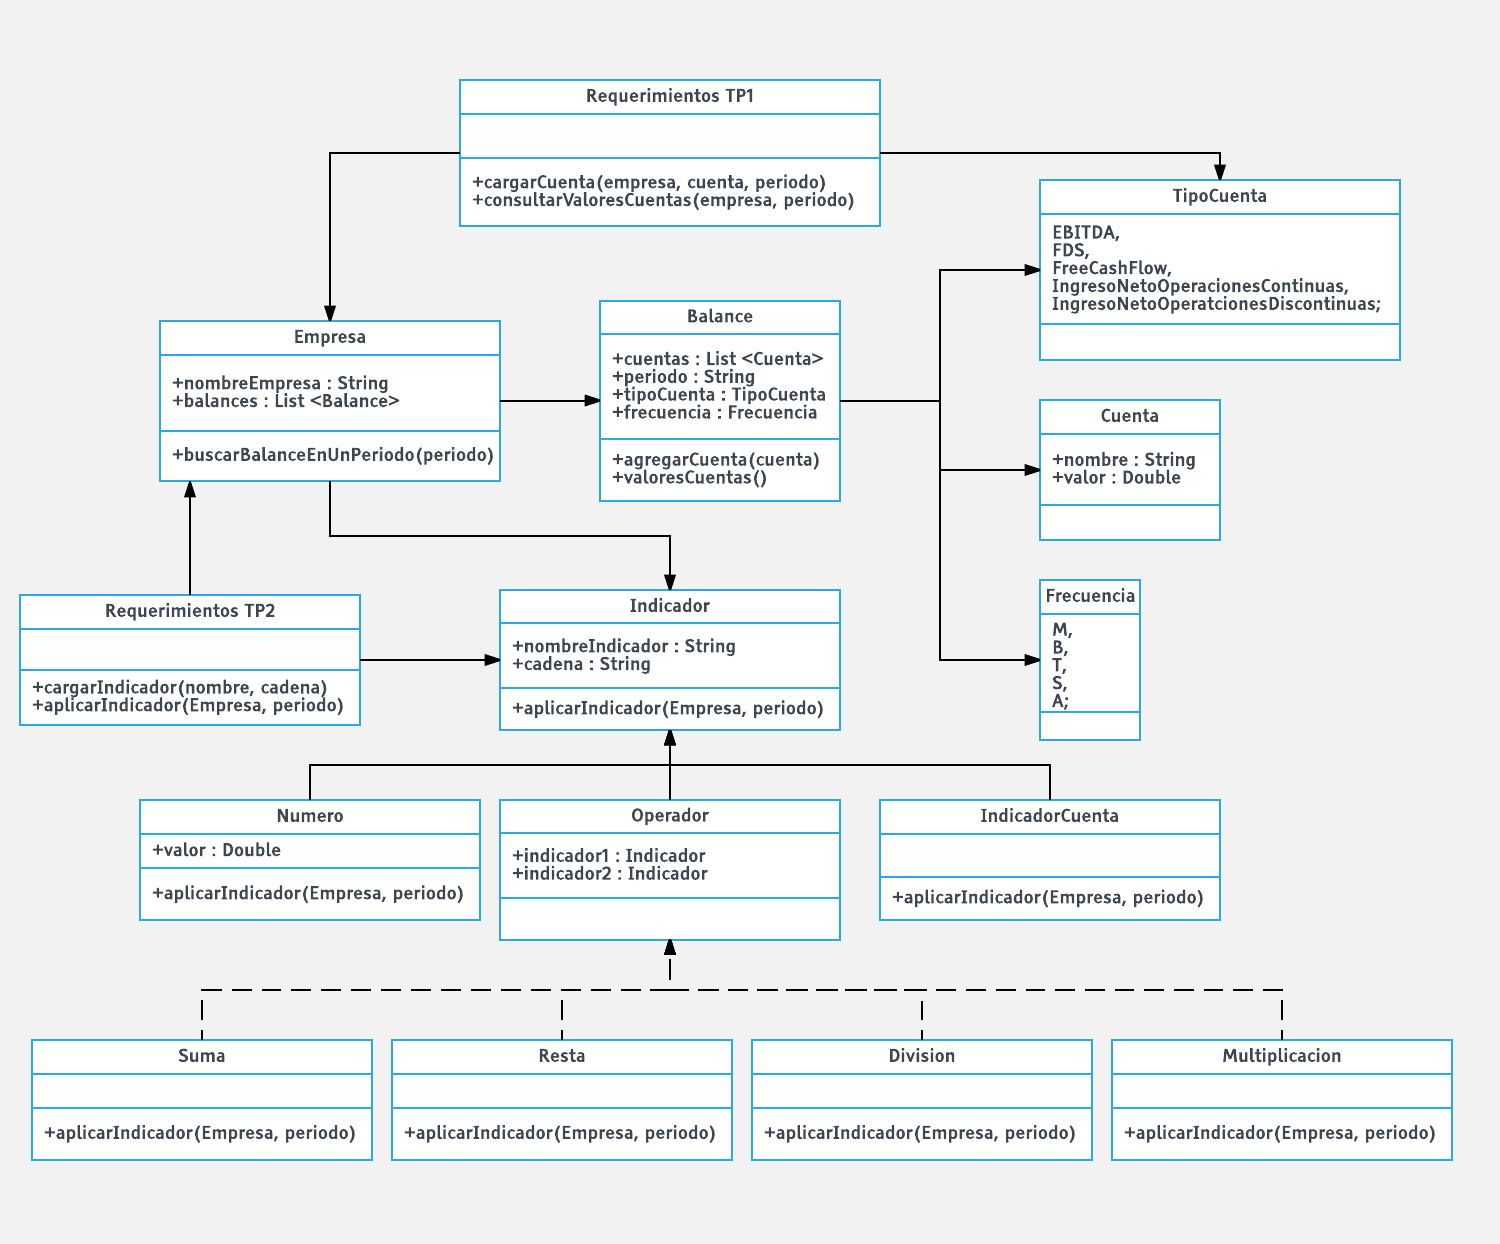 Requerimientos TP1
+cargarCuenta(empresa, cuenta, periodo)
+consultarValoresCuentas(empresa, periodo)
TipoCuenta
EBITDA,
FDS,
FreeCashFlow,
IngresoNetoOperacionesContinuas,
IngresoNetoOperatcionesDiscontinuas;
Empresa
+nombreEmpresa : String
+balances : List <Balance>
+buscarBalanceEnUnPeriodo(periodo)
Balance
+cuentas : List <Cuenta>
+periodo : String
+tipoCuenta : TipoCuenta
+frecuencia : Frecuencia
+agregarCuenta(cuenta)
+valoresCuentas()
Cuenta
+nombre : String
+valor : Double
Requerimientos TP2
+cargarIndicador(nombre, cadena)
+aplicarIndicador(Empresa, periodo)
Indicador
+nombreIndicador : String
+cadena : String
+aplicarIndicador(Empresa, periodo)
Frecuencia
M,
B,
T,
S,
A;
Numero
+valor : Double
+aplicarIndicador(Empresa, periodo)
Operador
+indicador1 : Indicador
+indicador2 : Indicador
IndicadorCuenta
+aplicarIndicador(Empresa, periodo)
Suma
+aplicarIndicador(Empresa, periodo)
Resta
+aplicarIndicador(Empresa, periodo)
Division
+aplicarIndicador(Empresa, periodo)
Multiplicacion
+aplicarIndicador(Empresa, periodo)